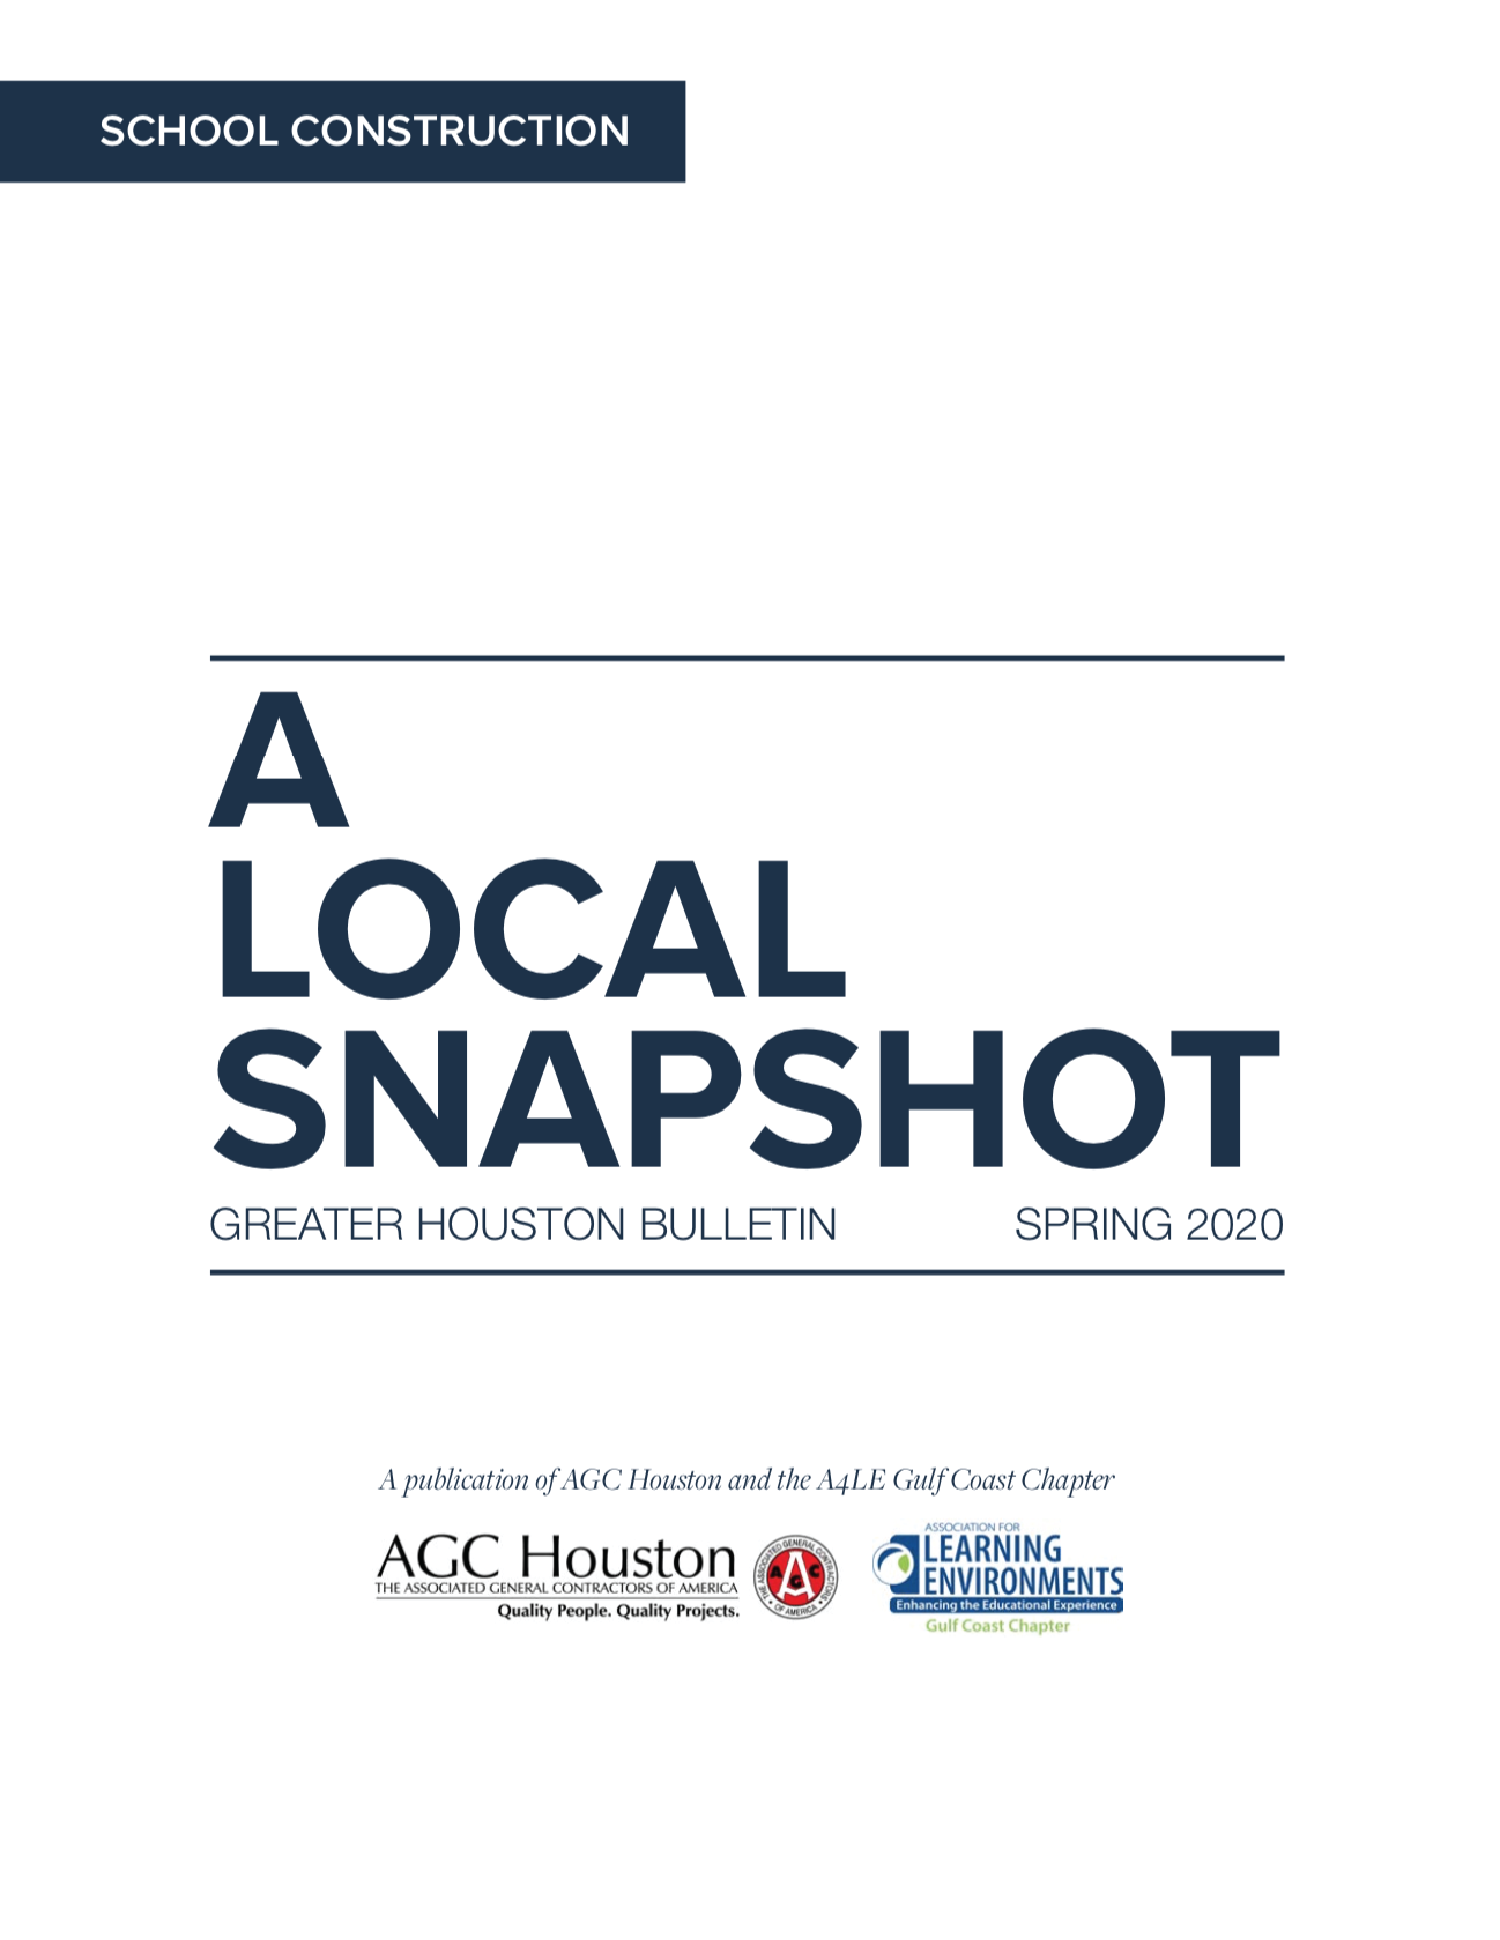 SCHOOL CONSTRUCTION
A
LOCAL
SNAPSHOT
GREATER HOUSTON BULLETIN SPRING 2020
A publication of AGC Houston and the A4LE Gulf Coast Chapter
AGC Houston
THE ASSOCIATED GENERAL CONTRACTORS OF AMERICA
Quality People. Quality Projects.
THE ASSOCIATED GENERAL CONTRACTORS
OF AMERICA
AGC
ASSOCIATION FOR
LEARNING
ENVIRONMENTS
Enhancing the Educational Experience
Gulf Coast Chapter